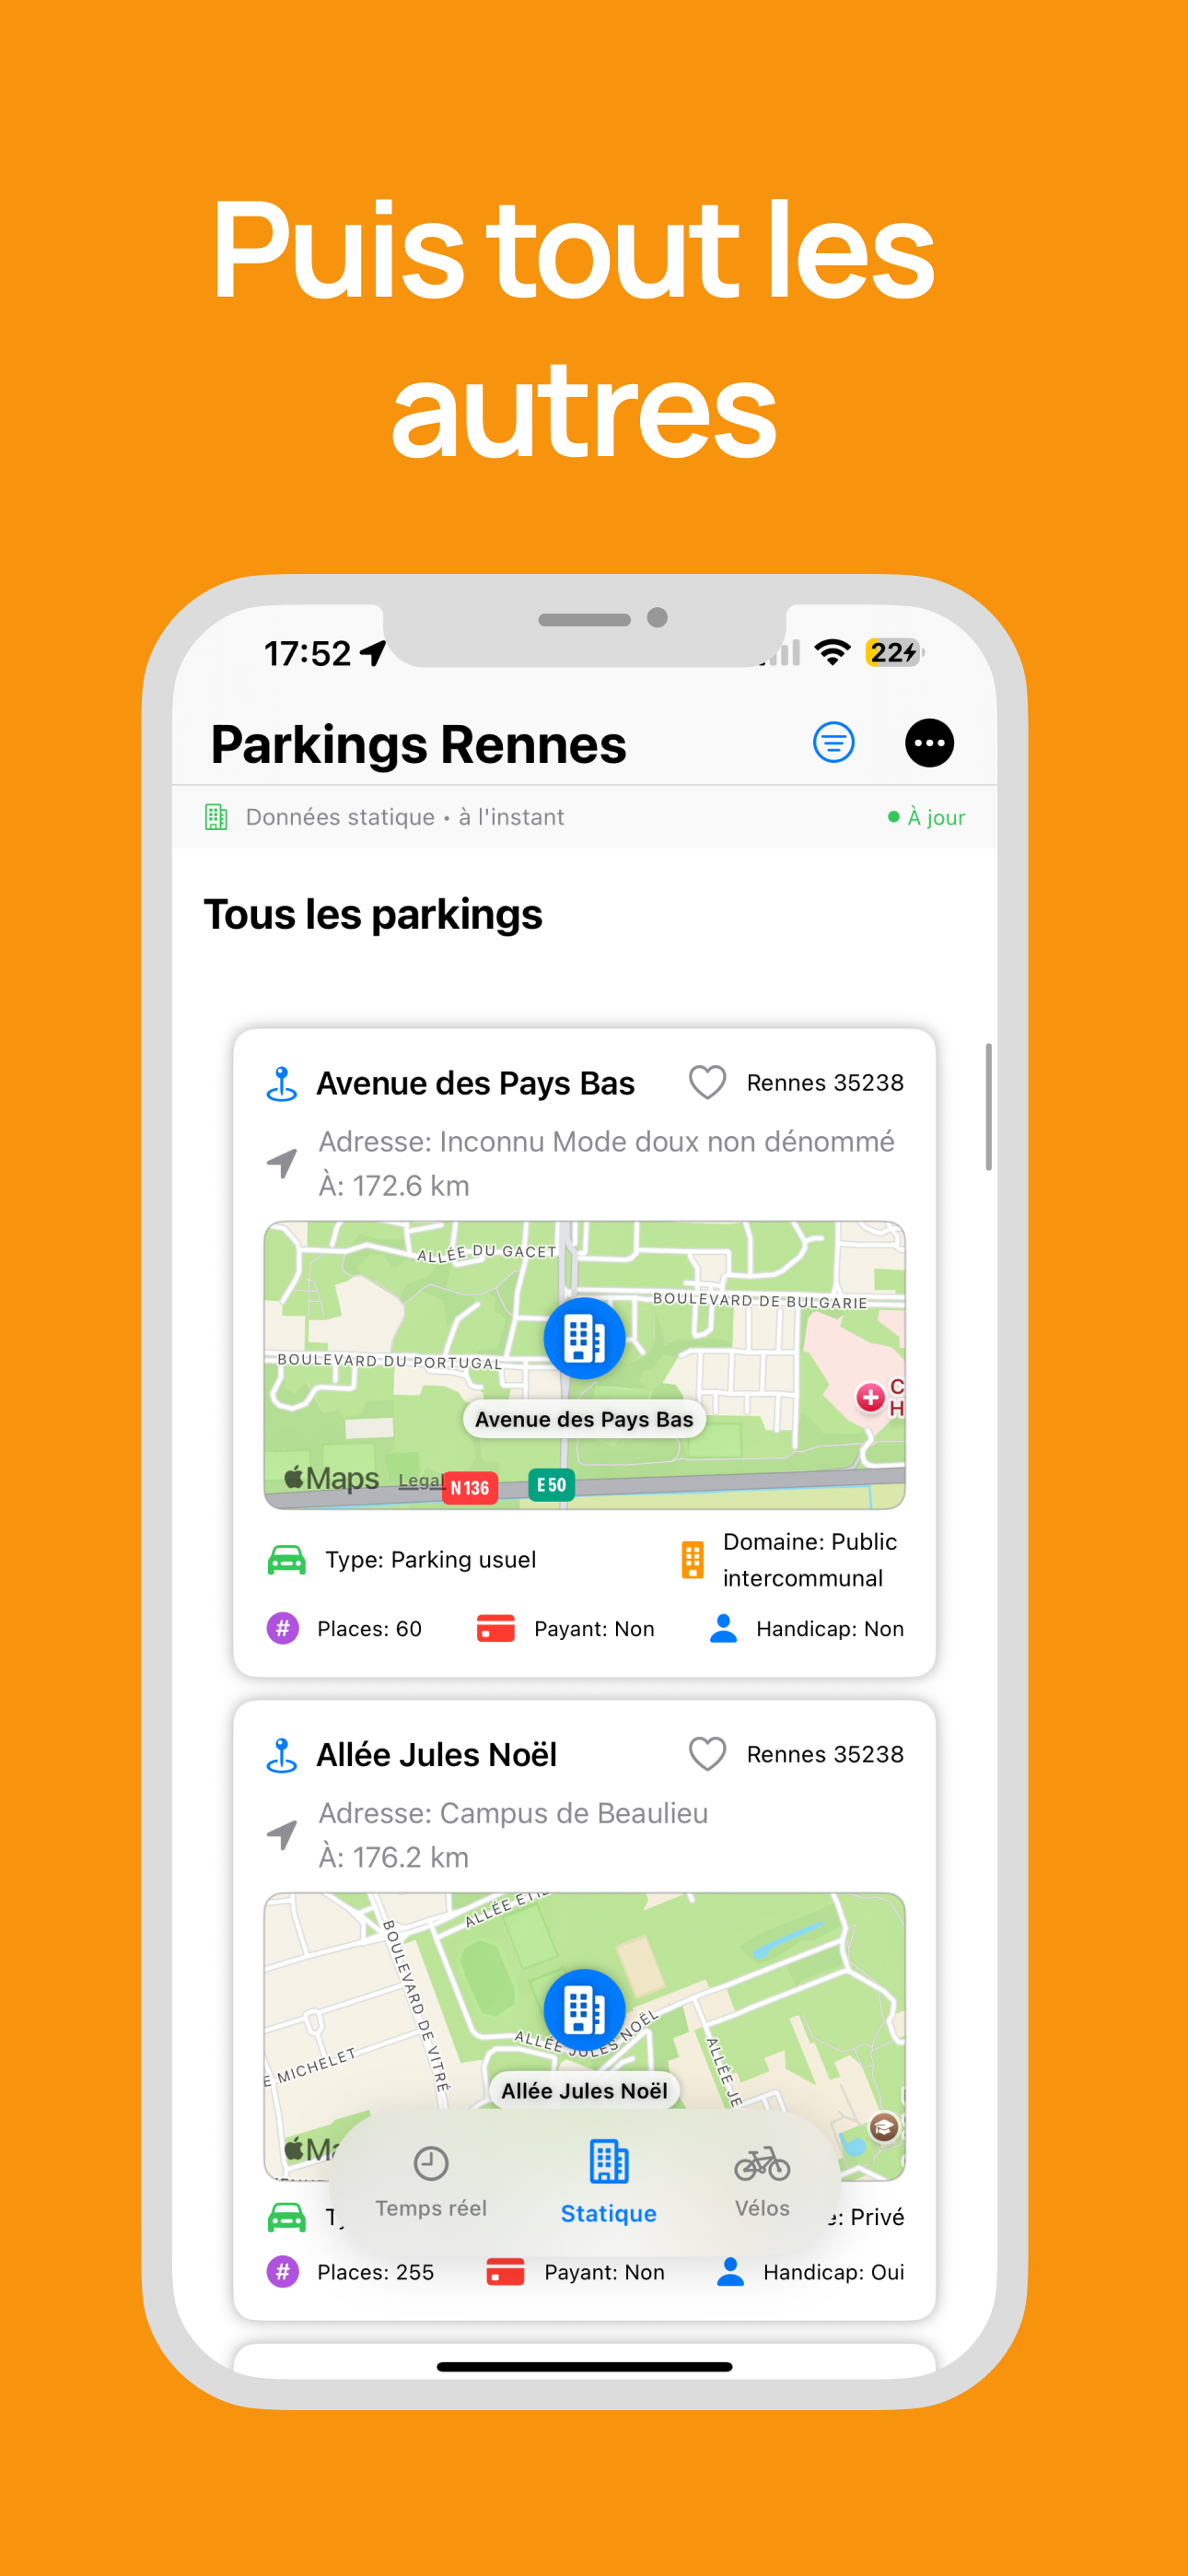 Puis tout les
autres
17:52
22
Parkings Rennes
Données statique • à l'instant
À jour
Tous les parkings
Avenue des Pays Bas
Rennes 35238
Adresse: Inconnu Mode doux non dénommé
À: 172.6 km
ALLÉE DU GACET
BOULEVARD DE BULGARIE
BOULEVARD DU PORTUGAL
C
H
Avenue des Pays Bas
Maps
Legal
N 136
E 50
Type: Parking usuel
Domaine: Public
intercommunal
# Places: 60
Payant: Non
Handicap: Non
Allée Jules Noël
Rennes 35238
Adresse: Campus de Beaulieu
À: 176.2 km
BOULEVARD DE VITRÉ
ALLÉE
ALLÉE JULES NOËL
MICHELET
ALLÉE
Allée Jules Noël
Temps réel
Statique
Vélos
: Privé
# Places: 255
Payant: Non
Handicap: Oui